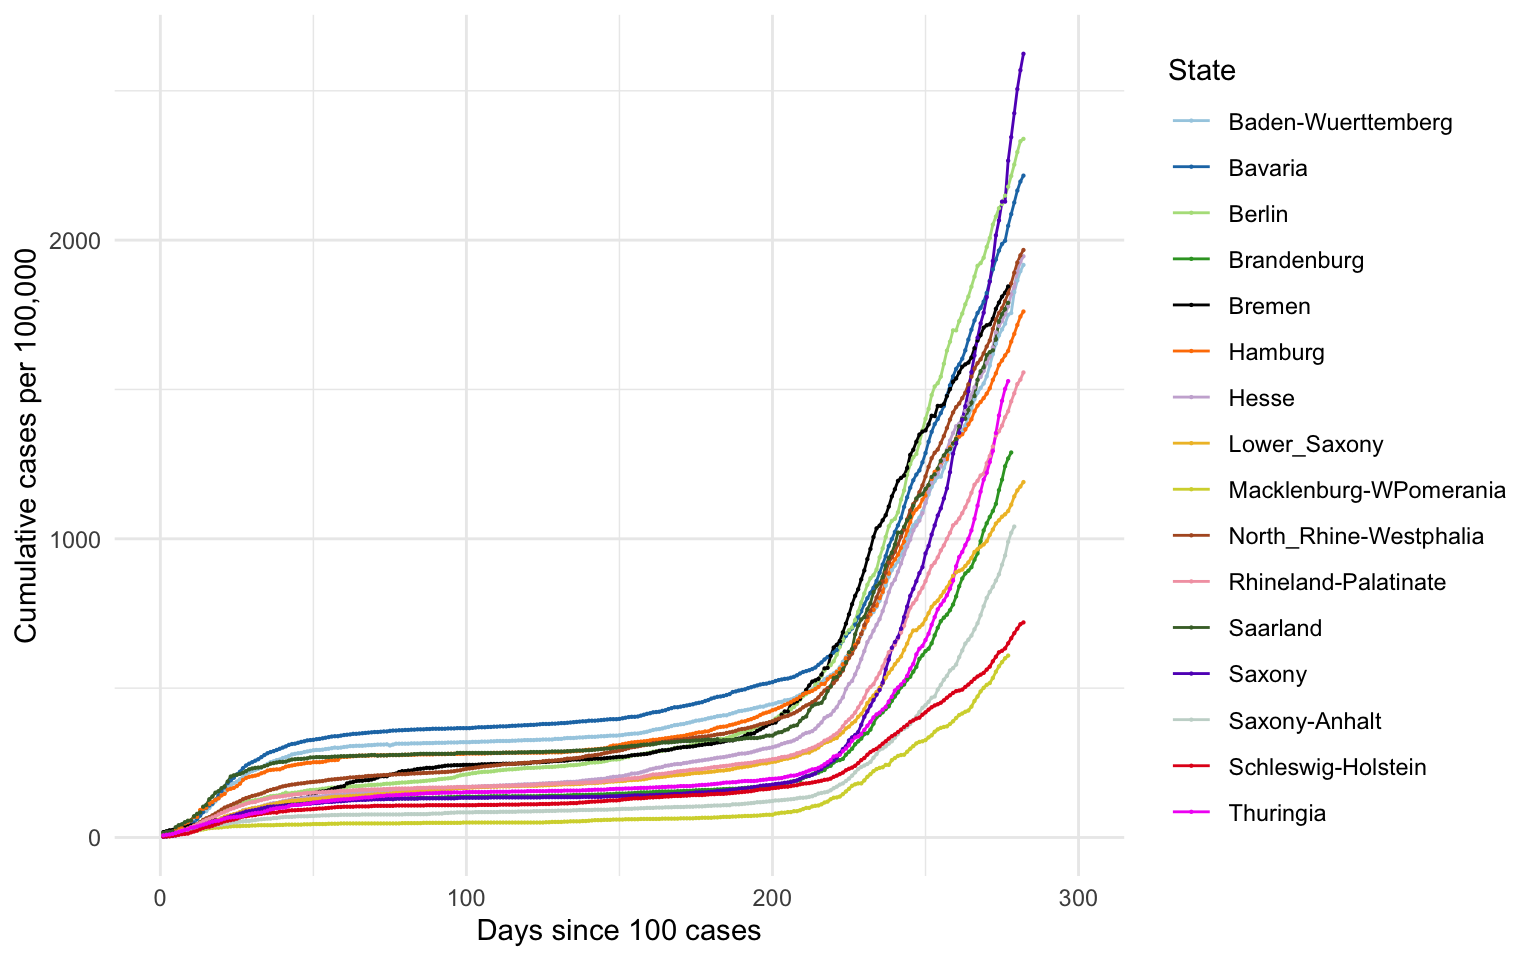 State
Baden-Wuerttemberg
Bavaria
Berlin
Brandenburg
Bremen
Hamburg
Hesse
Lower_Saxony
Macklenburg-WPomerania
North_Rhine-Westphalia
Rhineland-Palatinate
Saarland
Saxony
Saxony-Anhalt
Schleswig-Holstein
Thuringia
Cumulative cases per 100,000
2000
1000
0
0 100 200 300
Days since 100 cases